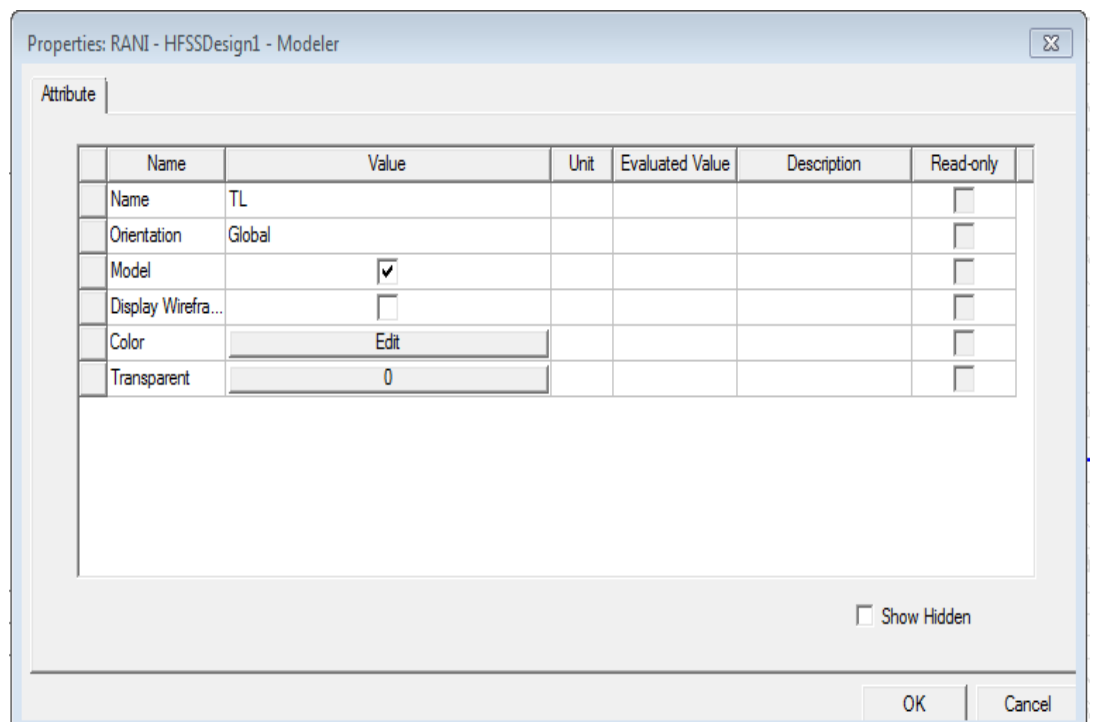 Properties: RANI - HFSSDesign1 - Modeler
Attribute
Name Value Unit Evaluated Value Description Read-only
Name TL
Orientation Global
Model
Display Wirefra...
Color Edit
Transparent 0
Show Hidden
OK Cancel